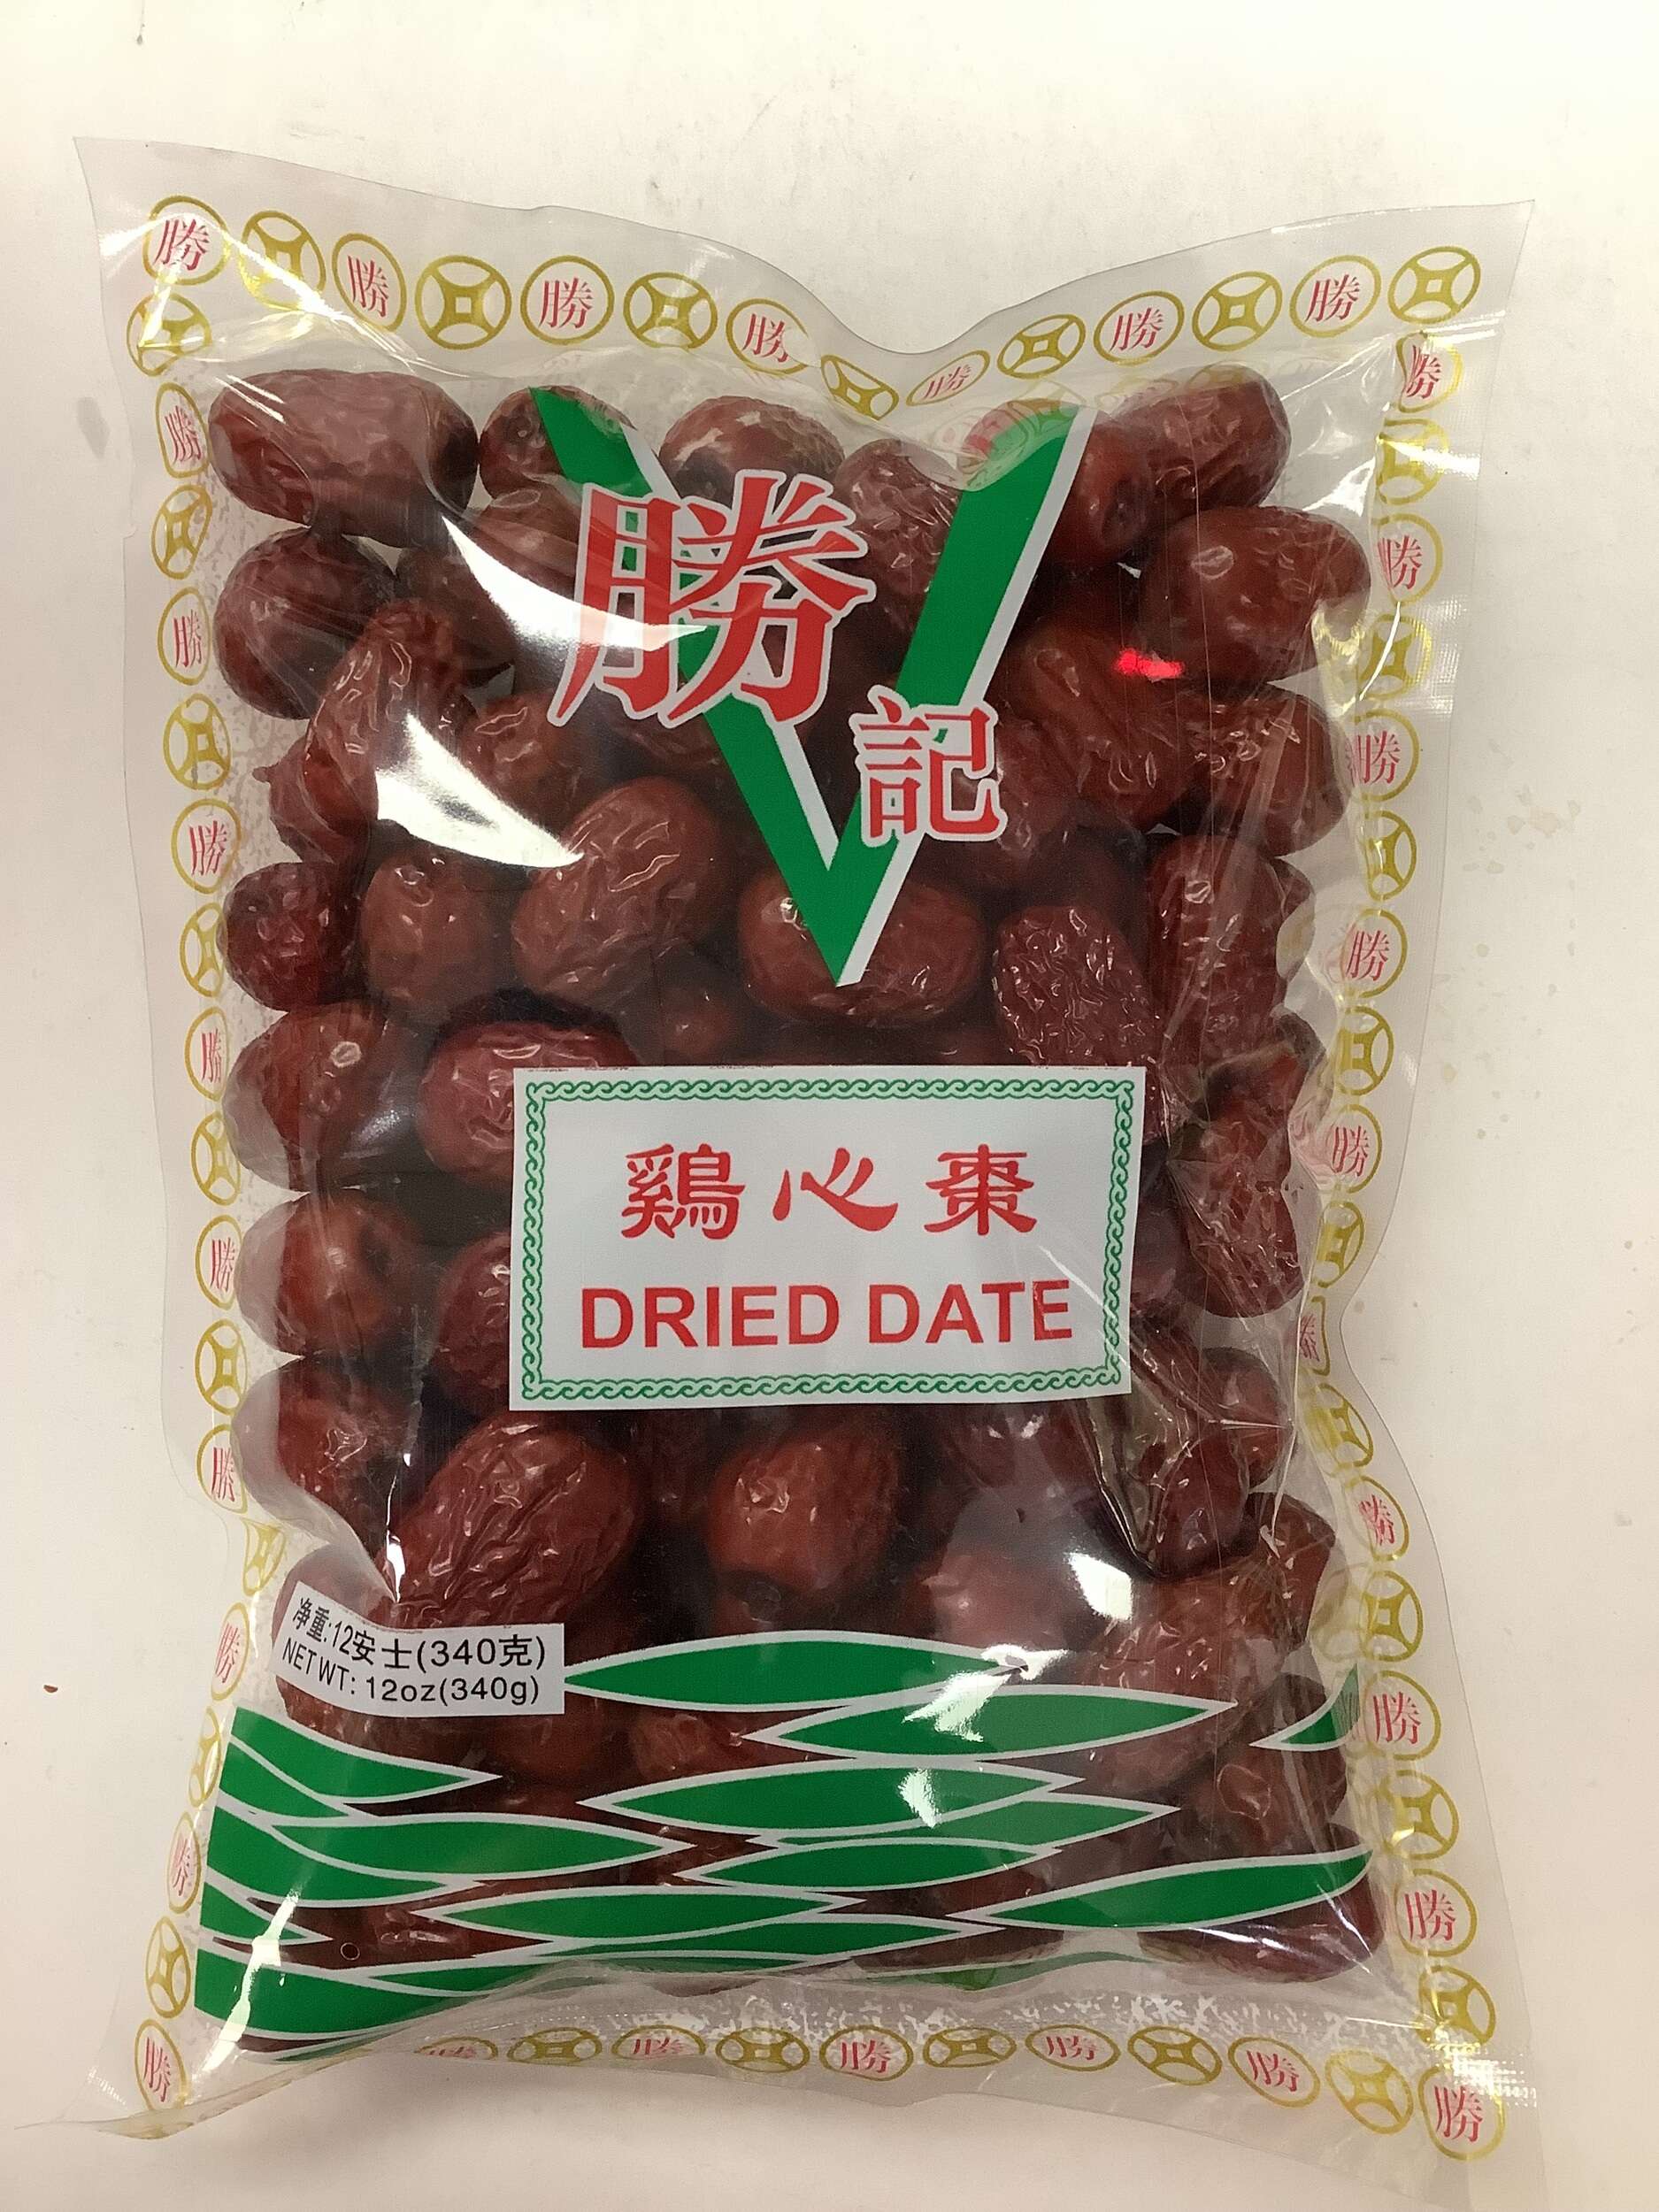 勝
記
鷄心棗
DRIED DATE
净重:12安士(340克)
NET WT: 12oz(340g)